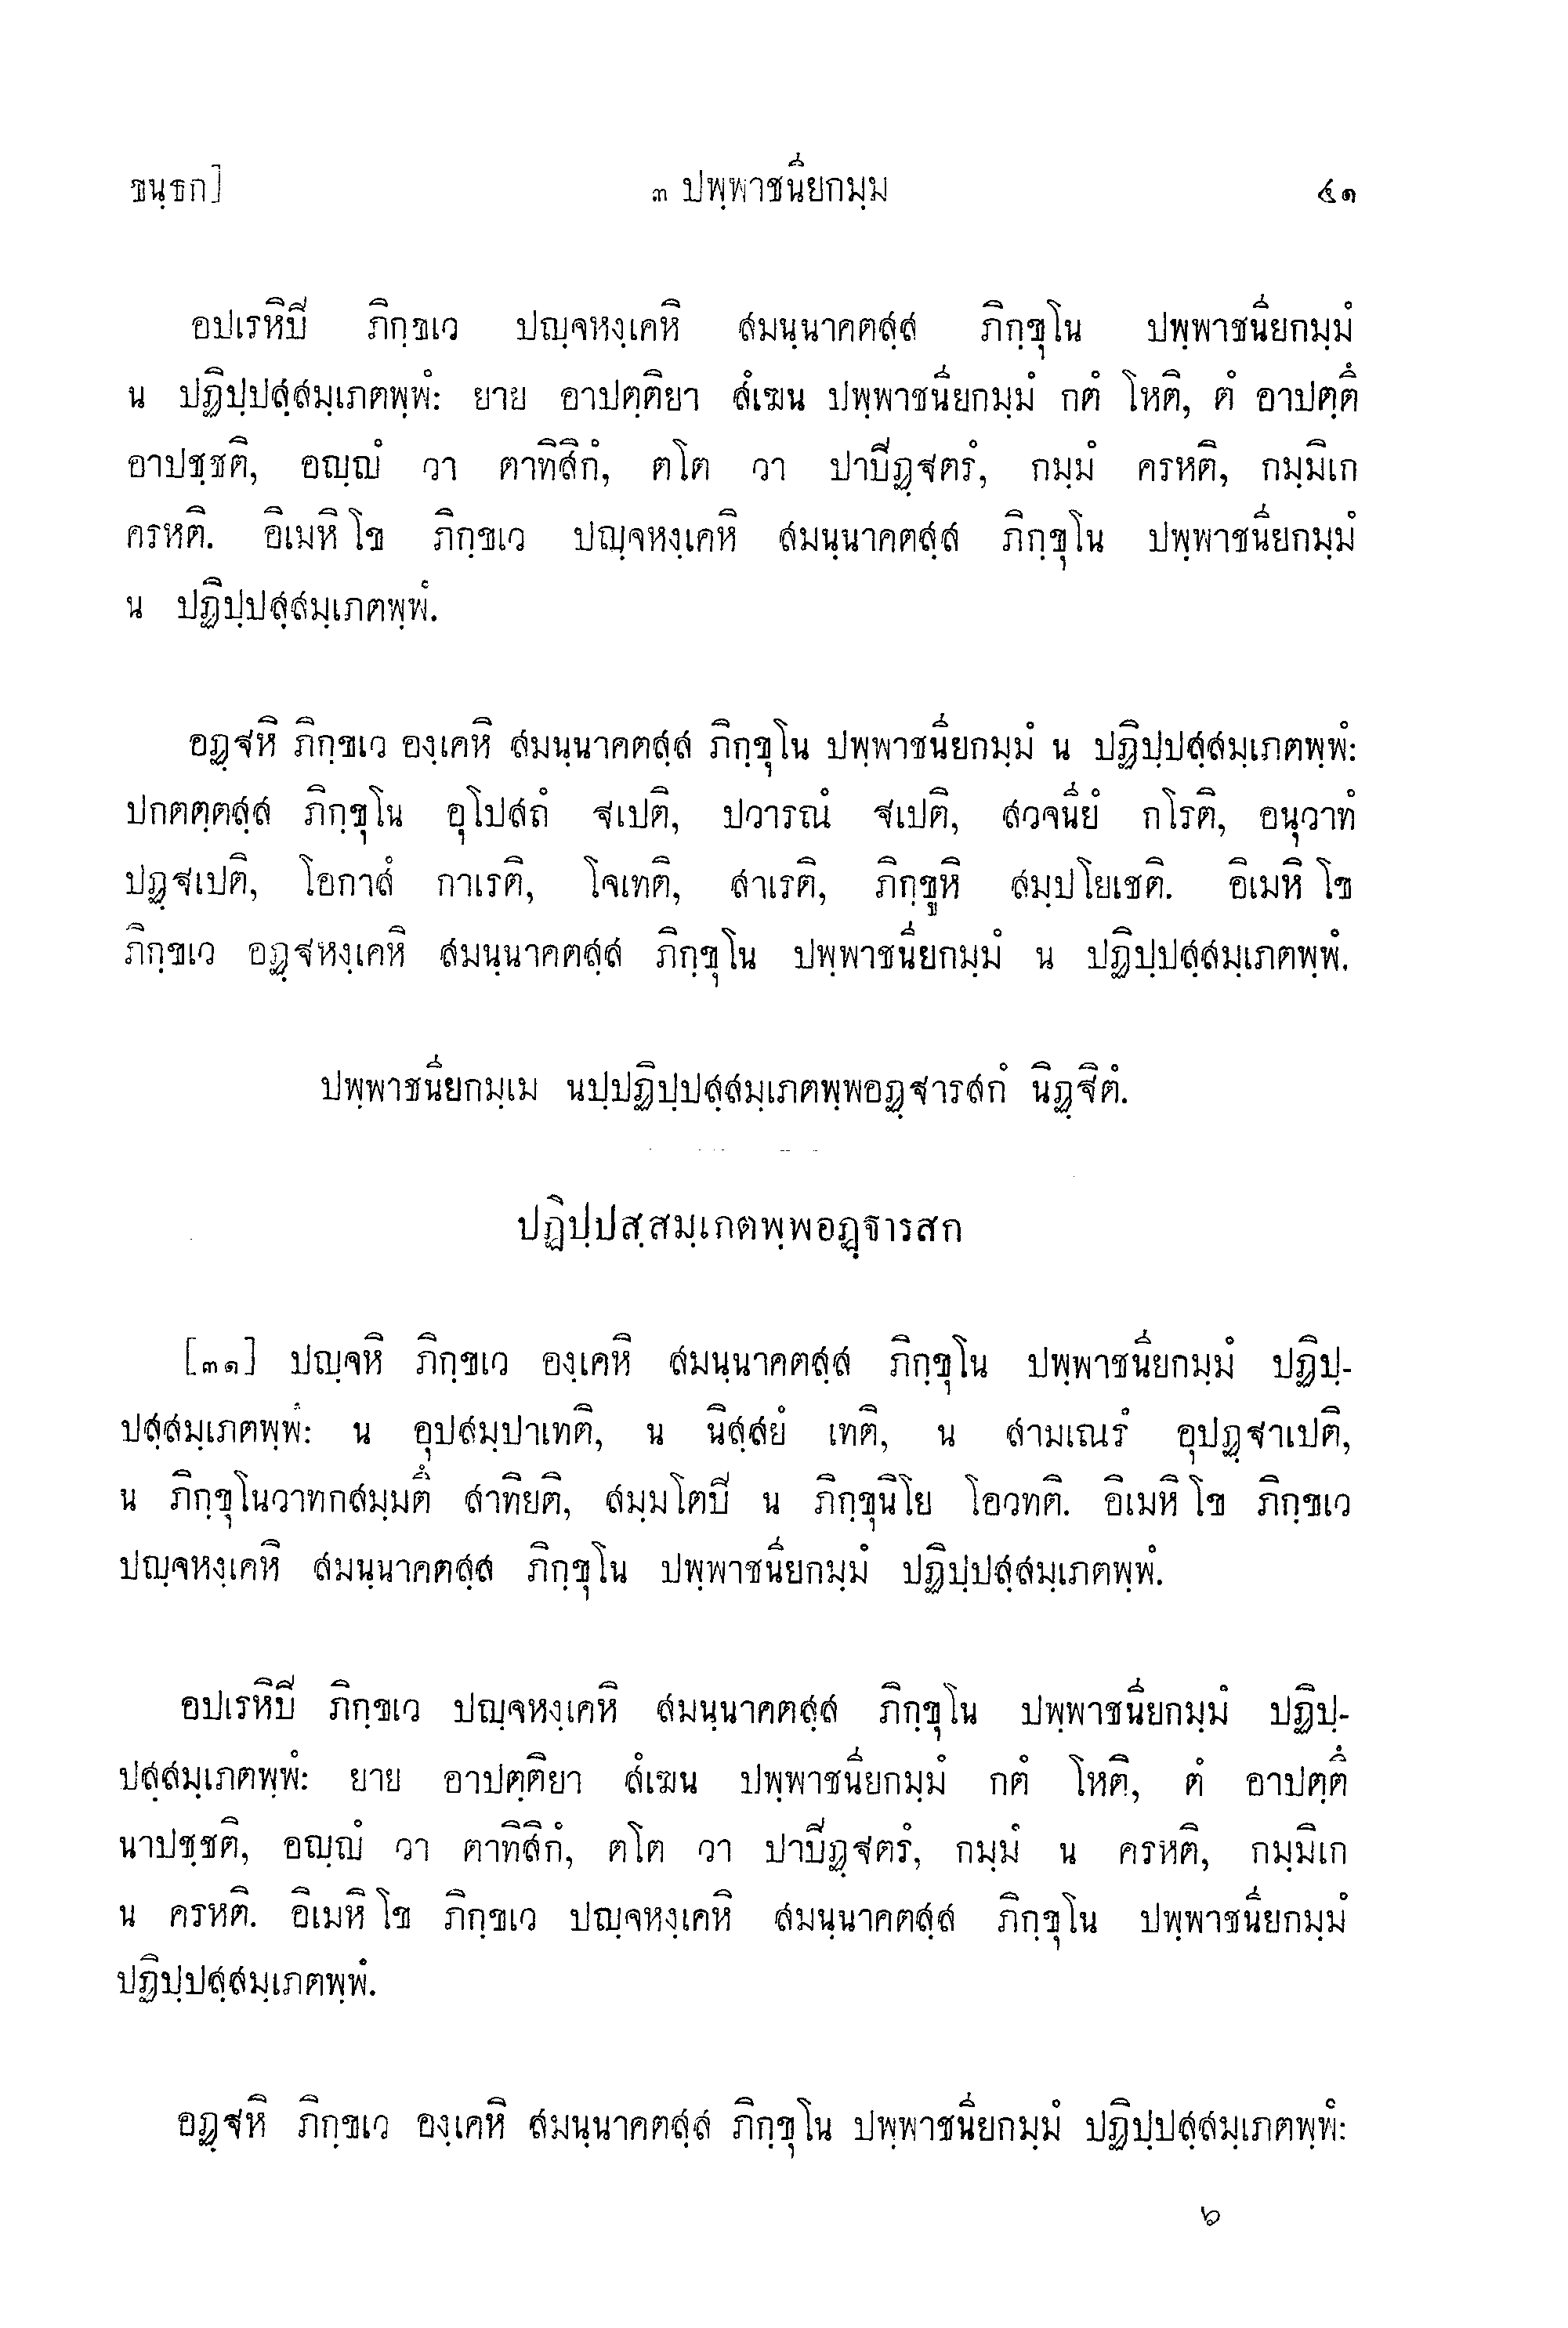 ขนฺธก] ๓ ปพฺพาชนิ่ยกมฺม ๔๑
อปเรหิบี ภิกฺขเว ปญฺจหงฺเคหิ สมนฺนาคตสฺส ภิกฺขุโน ปพฺพาชนิ่ยกมฺมํ
น ปฏิปฺปสฺสมฺเภตพฺพํ: ยาย อาปตฺติยา สํเฆน ปพฺพาชนิ่ยกมฺมํ กตํ โหติ, ตํ อาปตฺตึ
อาปชฺชติ, อญฺญํ วา ตาทิสิกํ, ตโต วา ปาบีฏฺฐตรํ, กมฺมํ ครหติ, กมฺมิเก
ครหติ. อิเมหิ โข ภิกฺขเว ปญฺจหงฺเคหิ สมนฺนาคตสฺส ภิกฺขุโน ปพฺพาชนิ่ยกมฺมํ
น ปฏิปฺปสฺสมฺเภตพฺพํ.
อฏฺฐหิ ภิกฺขเว องฺเคหิ สมนฺนาคตสฺส ภิกฺขุโน ปพฺพาชนิ่ยกมฺมํ น ปฏิปฺปสฺสมฺเภตพฺพํ:
ปกตตฺตสฺส ภิกฺขุโน อุโปสถํ ฐเปติ, ปวารณํ ฐเปติ, สวจนิ่ยํ กโรติ, อนุวาทํ
ปฏฺฐเปติ, โอกาสํ กาเรติ, โจเทติ, สาเรติ, ภิกฺขูหิ สมฺปโยเชติ. อิเมหิ โข
ภิกฺขเว อฏฺฐหงฺเคหิ สมนฺนาคตสฺส ภิกฺขุโน ปพฺพาชนิ่ยกมฺมํ น ปฏิปฺปสฺสมฺเภตพฺพํ.
ปพฺพาชนิ่ยกมฺเม นปฺปฏิปฺปสฺสมฺเภตพฺพอฏฺฐารสกํ นิฏฺฐิตํ.
ปฏิปฺปสฺสมฺเภตพฺพอฏฺฐารสก
[๓๑] ปญฺจหิ ภิกฺขเว องฺเคหิ สมนฺนาคตสฺส ภิกฺขุโน ปพฺพาชนิ่ยกมฺมํ ปฏิปฺ-
ปสฺสมฺเภตพฺพํ: น อุปสมฺปาเทติ, น นิสฺสยํ เทติ, น สามเณรํ อุปฏฺฐาเปติ,
น ภิกฺขุโนวาทกสมฺมตึ สาทิยติ, สมฺมโตบี น ภิกฺขุนิโย โอวทติ. อิเมหิ โข ภิกฺขเว
ปญฺจหงฺเคหิ สมนฺนาคตสฺส ภิกฺขุโน ปพฺพาชนิ่ยกมฺมํ ปฏิปฺปสฺสมฺเภตพฺพํ.
อปเรหิบี ภิกฺขเว ปญฺจหงฺเคหิ สมนฺนาคตสฺส ภิกฺขุโน ปพฺพาชนิ่ยกมฺมํ ปฏิปฺ-
ปสฺสมฺเภตพฺพํ: ยาย อาปตฺติยา สํเฆน ปพฺพาชนิ่ยกมฺมํ กตํ โหติ, ตํ อาปตฺตึ
นาปชฺชติ, อญฺญํ วา ตาทิสิกํ, ตโต วา ปาบีฏฺฐตรํ, กมฺมํ น ครหติ, กมฺมิเก
น ครหติ. อิเมหิ โข ภิกฺขเว ปญฺจหงฺเคหิ สมนฺนาคตสฺส ภิกฺขุโน ปพฺพาชนิ่ยกมฺมํ
ปฏิปฺปสฺสมฺเภตพฺพํ.
อฏฺฐหิ ภิกฺขเว องฺเคหิ สมนฺนาคตสฺส ภิกฺขุโน ปพฺพาชนิ่ยกมฺมํ ปฏิปฺปสฺสมฺเภตพฺพํ:
๖